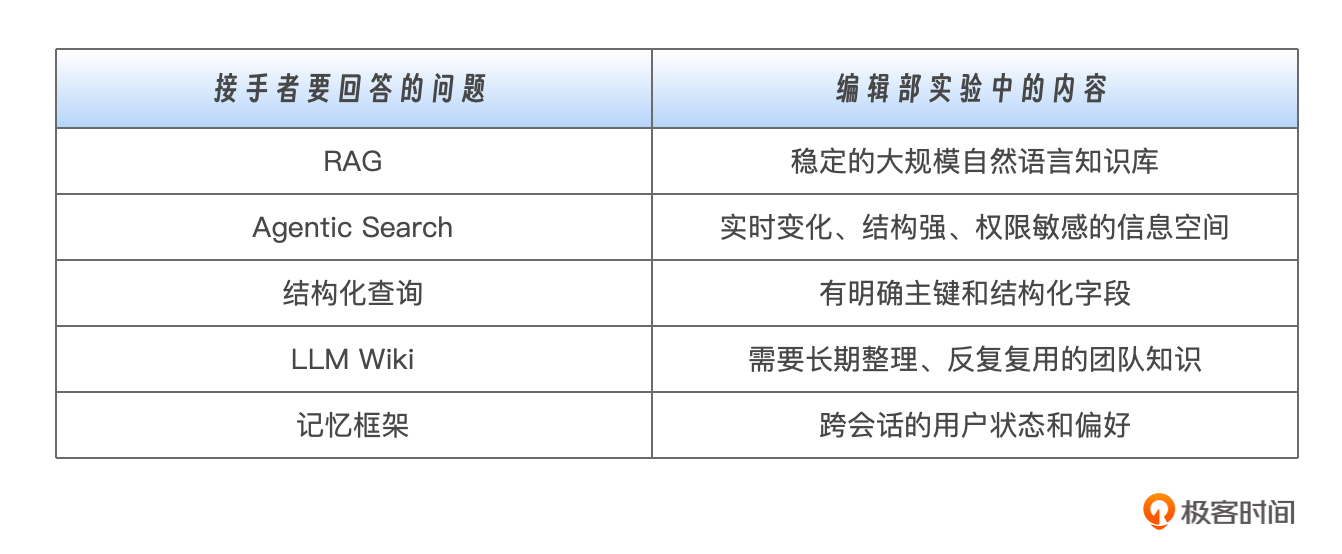 接手者要回答的问题 编辑部实验中的内容
RAG 稳定的大规模自然语言知识库
Agentic Search 实时变化、结构强、权限敏感的信息空间
结构化查询 有明确主键和结构化字段
LLM Wiki 需要长期整理、反复复用的团队知识
记忆框架 跨会话的用户状态和偏好
极客时间